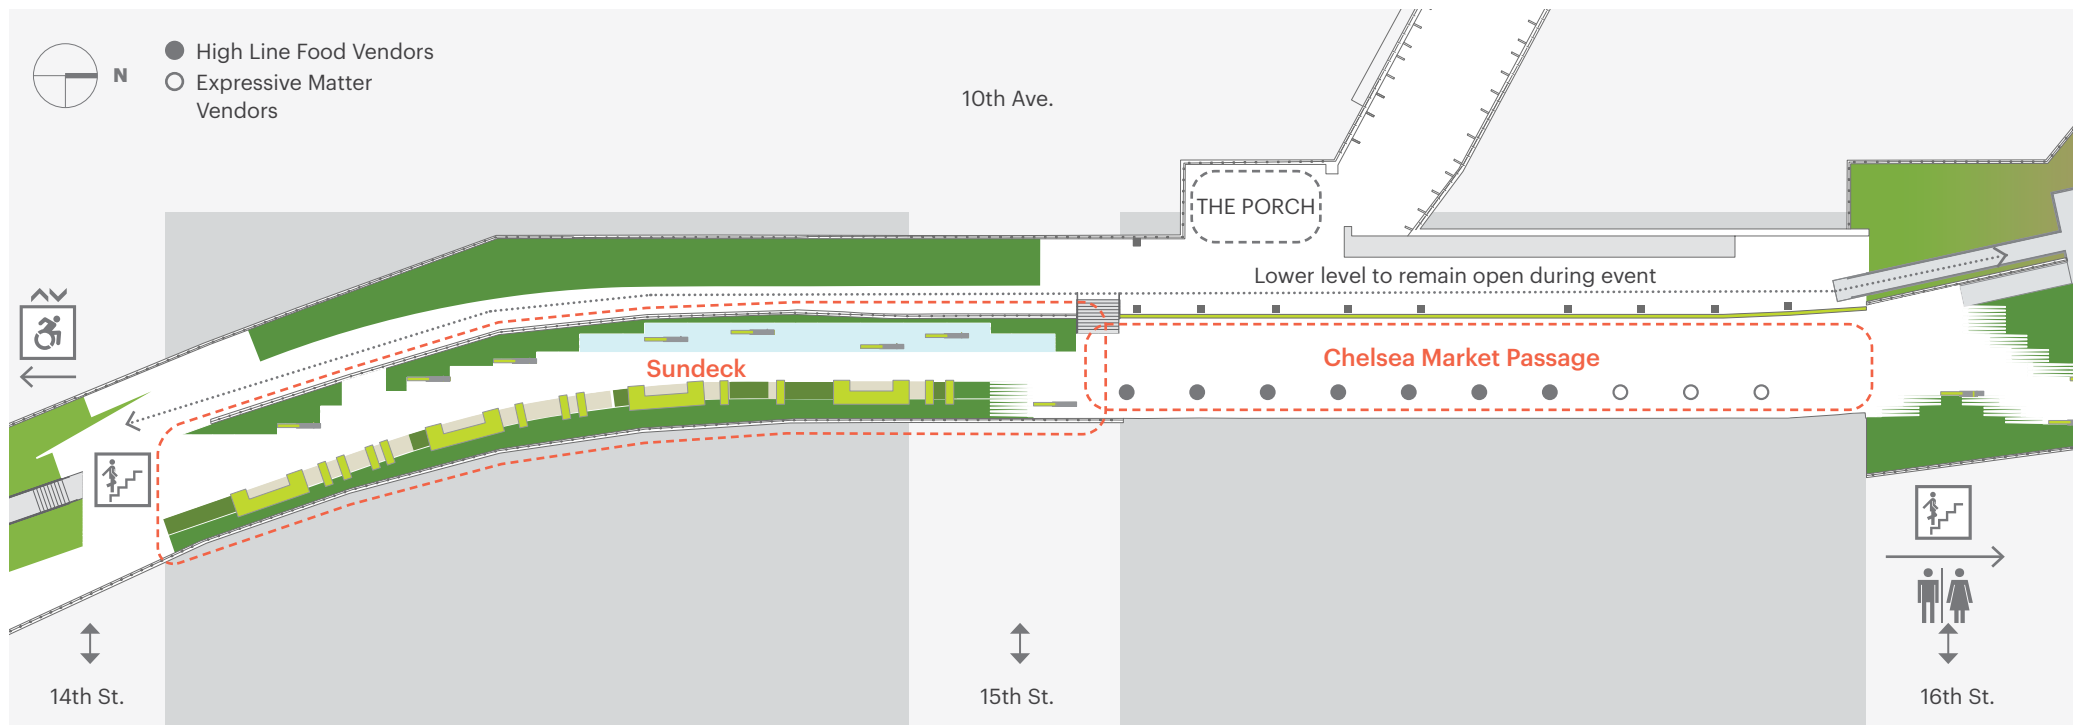 N
High Line Food Vendors
Expressive Matter
Vendors
10th Ave.
THE PORCH
Lower level to remain open during event
Sundeck
Chelsea Market Passage
14th St.
15th St.
16th St.